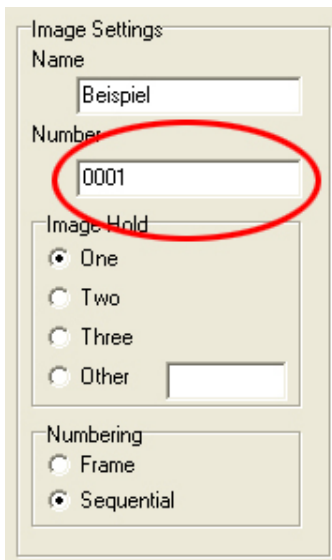 Image Settings
Name
Beispiel
Number
0001
Image Hold
One
Two
Three
Other
Numbering
Frame
Sequential